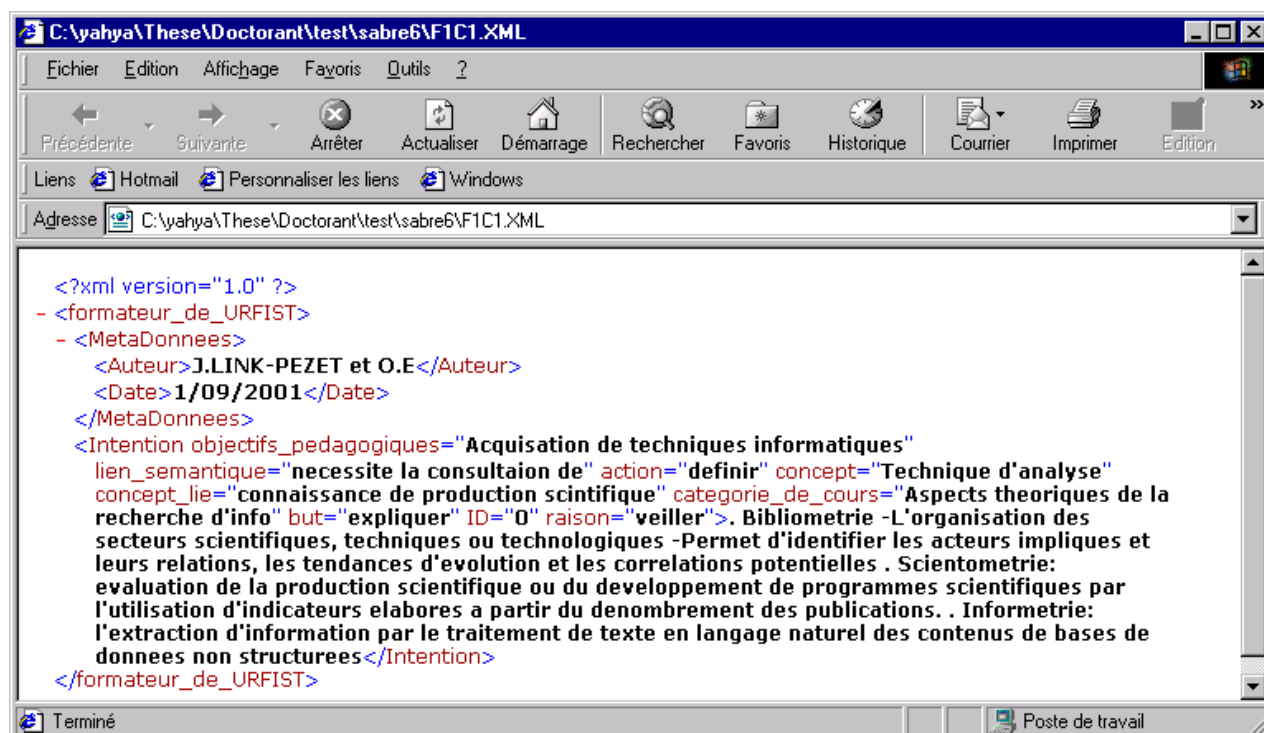 C:\yahya\These\Doctorant\test\sabre6\F1C1.XML
Fichier Edition Affichage Favoris Outils ?
Précédente Suivante Arrêter Actualiser Démarrage Rechercher Favoris Historique Courrier Imprimer Edition »
Liens Hotmail Personnaliser les liens Windows
Adresse C:\yahya\These\Doctorant\test\sabre6\F1C1.XML
<?xml version="1.0" ?>
- <formateur_de_URFIST>
- <MetaDonnees>
<Auteur>J.LINK-PEZET et O.E</Auteur>
<Date>1/09/2001</Date>
</MetaDonnees>
<Intention objectifs_pedagogiques="Acquisation de techniques informatiques"
lien_semantique="necessite la consultaion de" action="definir" concept="Technique d'analyse"
concept_lie="connaissance de production scintifique" categorie_de_cours="Aspects theoriques de la
recherche d'info" but="expliquer" ID="0" raison="veiller">. Bibliometrie -L'organisation des
secteurs scientifiques, techniques ou technologiques -Permet d'identifier les acteurs impliques et
leurs relations, les tendances d'evolution et les correlations potentielles . Scientometrie:
evaluation de la production scientifique ou du developpement de programmes scientifiques par
l'utilisation d'indicateurs elabores a partir du denombrement des publications. . Informetrie:
l'extraction d'information par le traitement de texte en langage naturel des contenus de bases de
donnees non structurees</Intention>
</formateur_de_URFIST>
Terminé Poste de travail